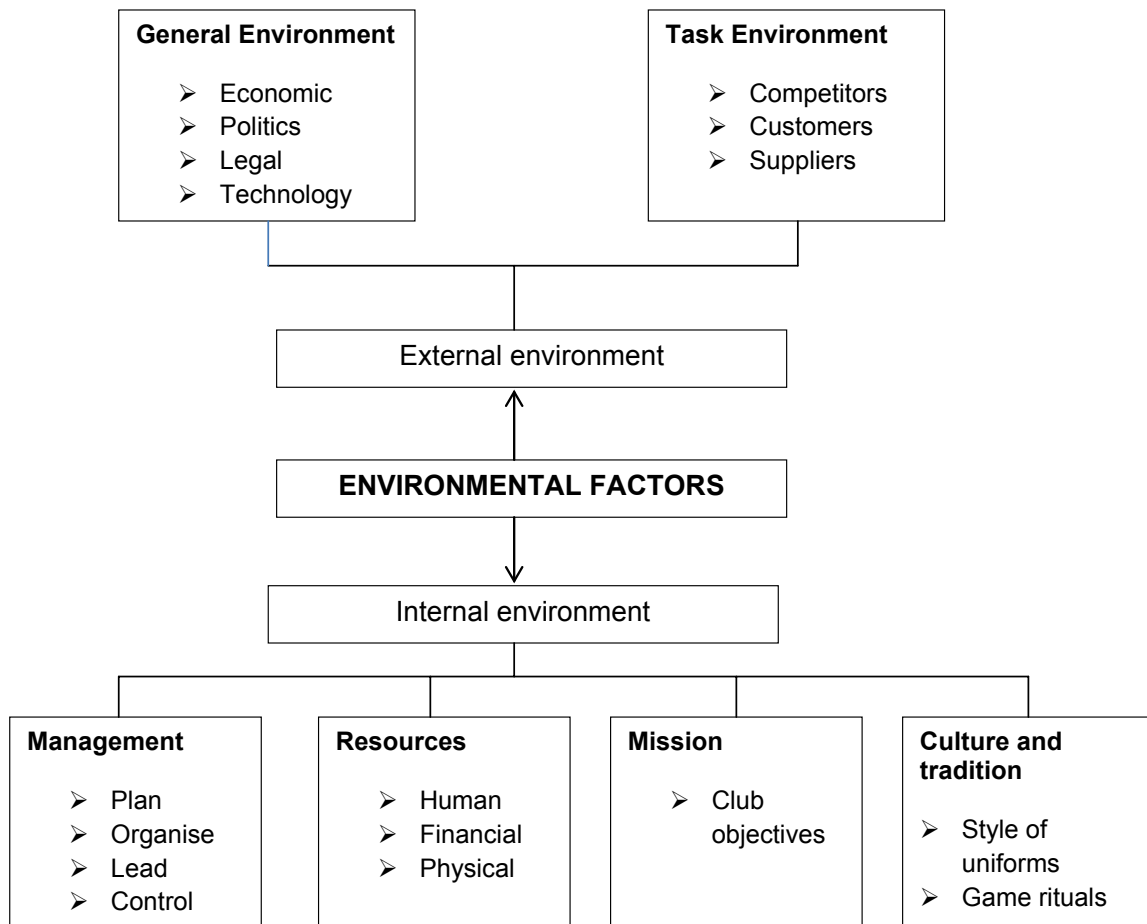 General Environment
➢ Economic
➢ Politics
➢ Legal
➢ Technology
Task Environment
➢ Competitors
➢ Customers
➢ Suppliers
External environment
ENVIRONMENTAL FACTORS
Internal environment
Management
➢ Plan
➢ Organise
➢ Lead
➢ Control
Resources
➢ Human
➢ Financial
➢ Physical
Mission
➢ Club
objectives
Culture and
tradition
➢ Style of
uniforms
➢ Game rituals